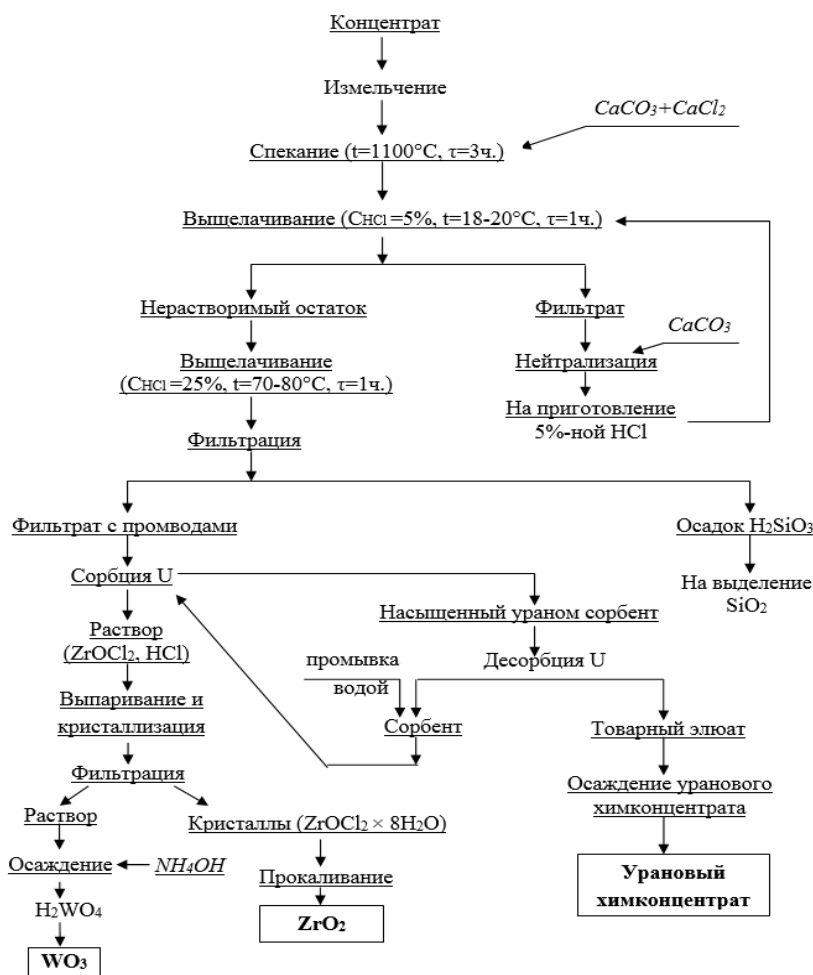 Концентрат
Измельчение
CaCO₃+CaCl₂
Спекание (t=1100°C, τ=3ч.)
Выщелачивание (CHCl =5%, t=18-20°C, τ=1ч.)
Нерастворимый остаток
Фильтрат
CaCO₃
Выщелачивание
(CHCl =25%, t=70-80°C, τ=1ч.)
Нейтрализация
На приготовление
5%-ной HCl
Фильтрация
Фильтрат с промводами
Осадок H₂SiO₃
Сорбция U
На выделение
SiO₂
Насыщенный ураном сорбент
Раствор
(ZrOCl₂, HCl)
промывка
водой
Десорбция U
Выпаривание и
кристаллизация
Сорбент
Товарный элюат
Фильтрация
Осаждение уранового
химконцентрата
Раствор
Кристаллы (ZrOCl₂ × 8H₂O)
Осаждение
NH₄OH
Прокаливание
Урановый
химконцентрат
H₂WO₄
ZrO₂
WO₃